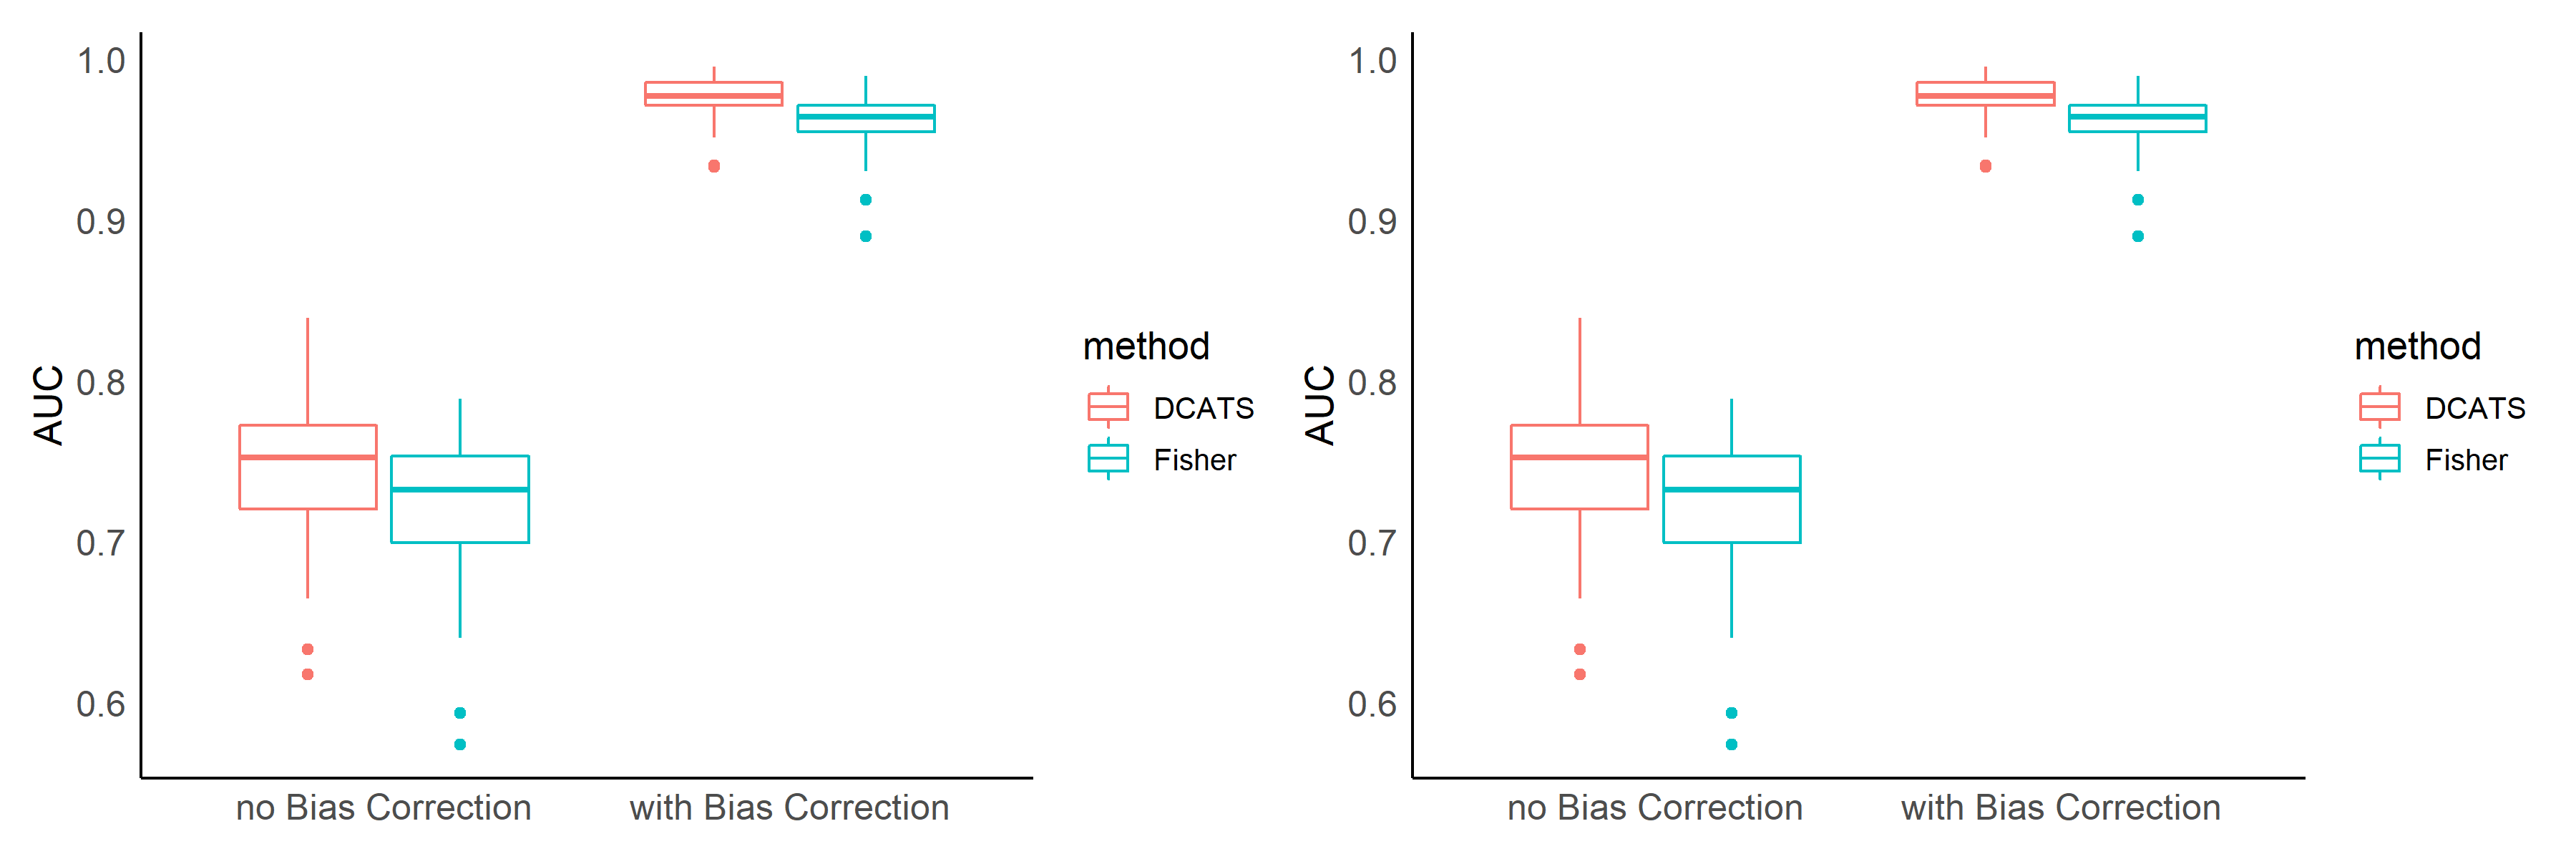 1.0
0.9
0.8
0.7
0.6
AUC
no Bias Correction
with Bias Correction
method
DCATS
Fisher
1.0
0.9
0.8
0.7
0.6
AUC
no Bias Correction
with Bias Correction
method
DCATS
Fisher